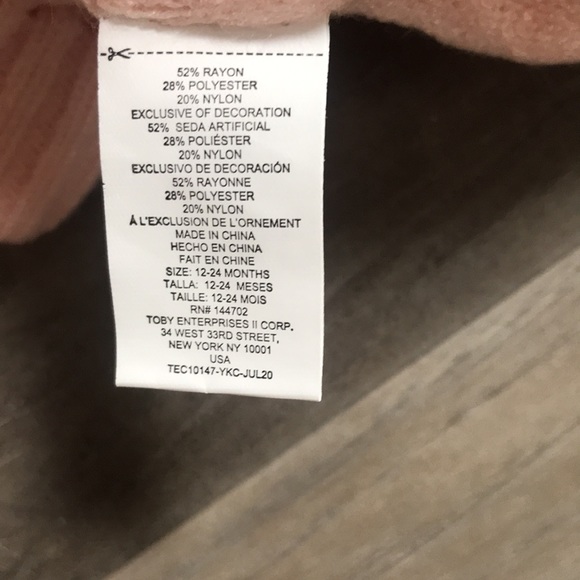 52% RAYON
28% POLYESTER
20% NYLON
EXCLUSIVE OF DECORATION
52% SEDA ARTIFICIAL
28% POLIÉSTER
20% NYLON
EXCLUSIVO DE DECORACIÓN
52% RAYONNE
28% POLYESTER
20% NYLON
À L'EXCLUSION DE L'ORNEMENT
MADE IN CHINA
HECHO EN CHINA
FAIT EN CHINE
SIZE: 12-24 MONTHS
TALLA: 12-24 MESES
TAILLE: 12-24 MOIS
RN# 144702
TOBY ENTERPRISES II CORP.
34 WEST 33RD STREET,
NEW YORK NY 10001
USA
TEC10147-YKC-JUL20